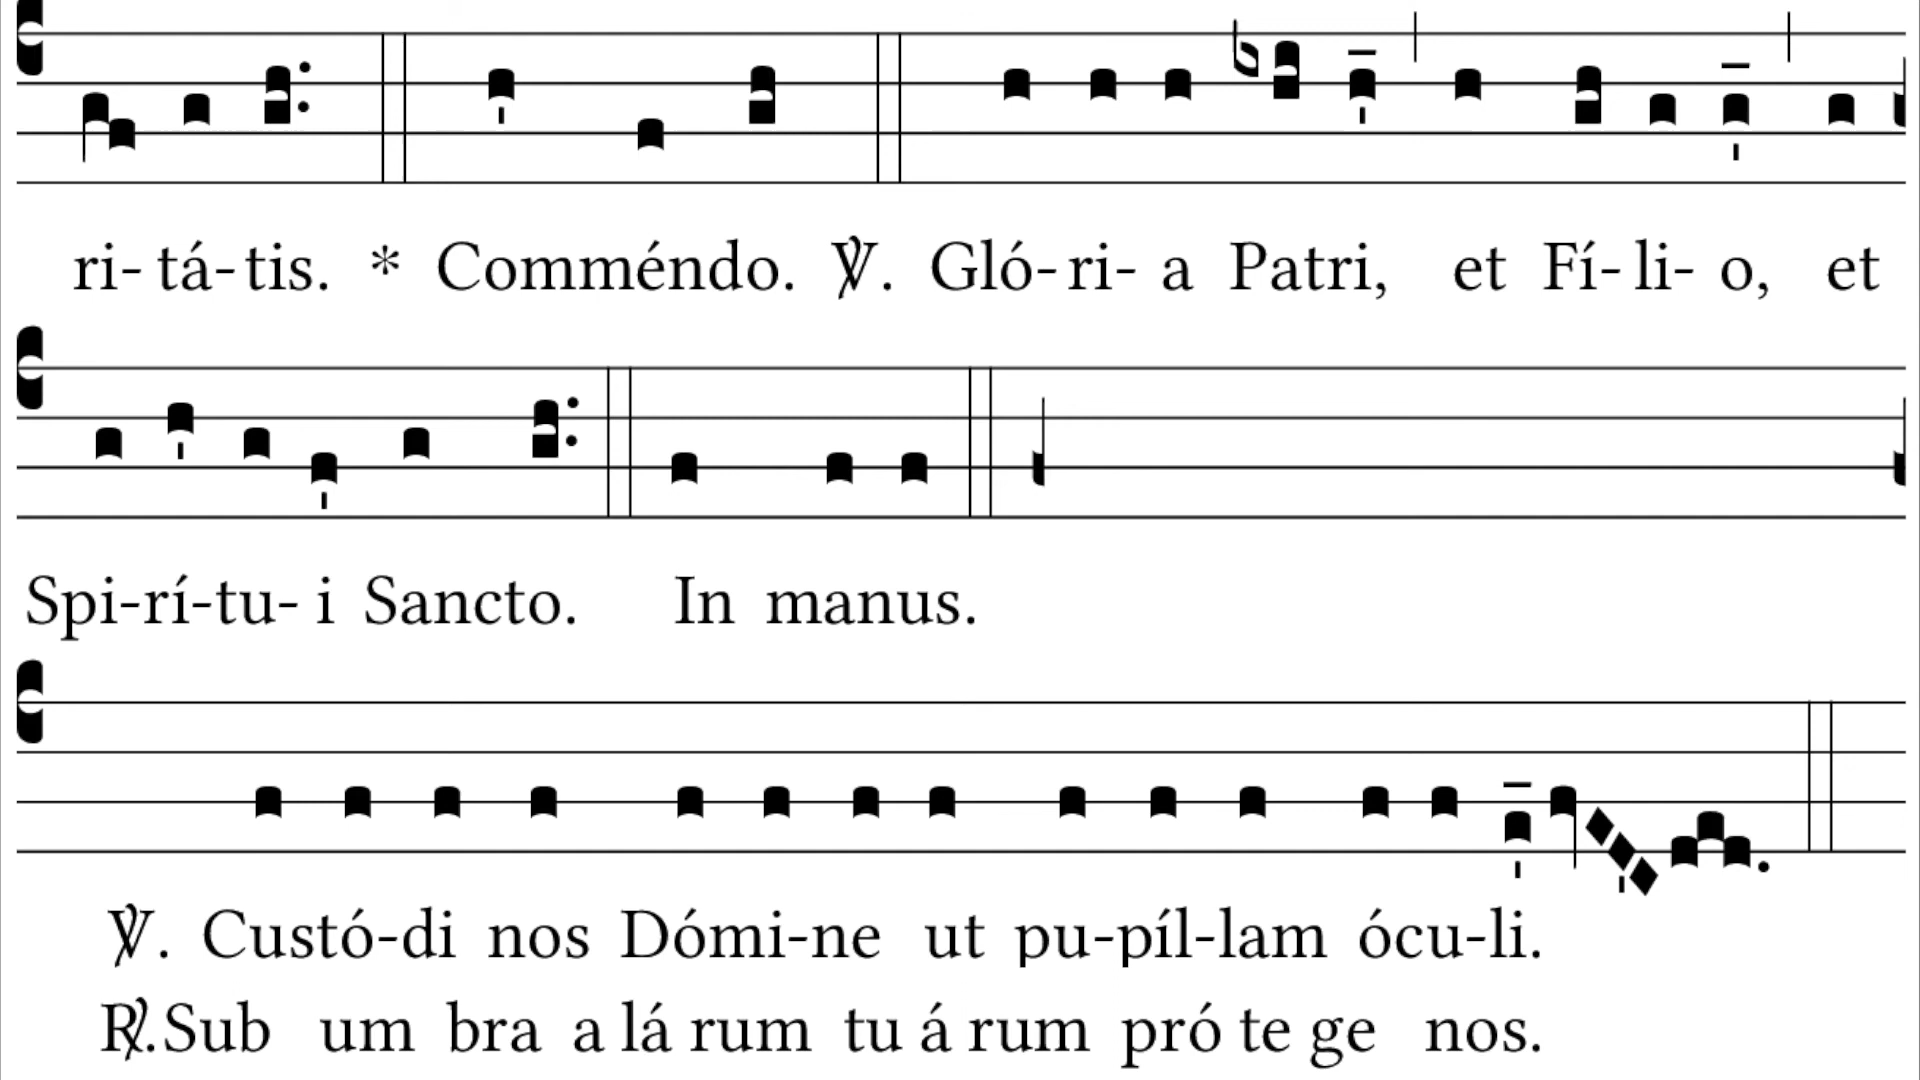 ri- tá-tis. * Comméndo. ℣. Gló-ri- a Patri, et Fí-li- o, et
Spi-rí-tu- i Sancto. In manus.
℣. Custó-di nos Dómi-ne ut pu-píl-lam ócu-li.
℟.Sub um bra a lá rum tu á rum pró te ge nos.